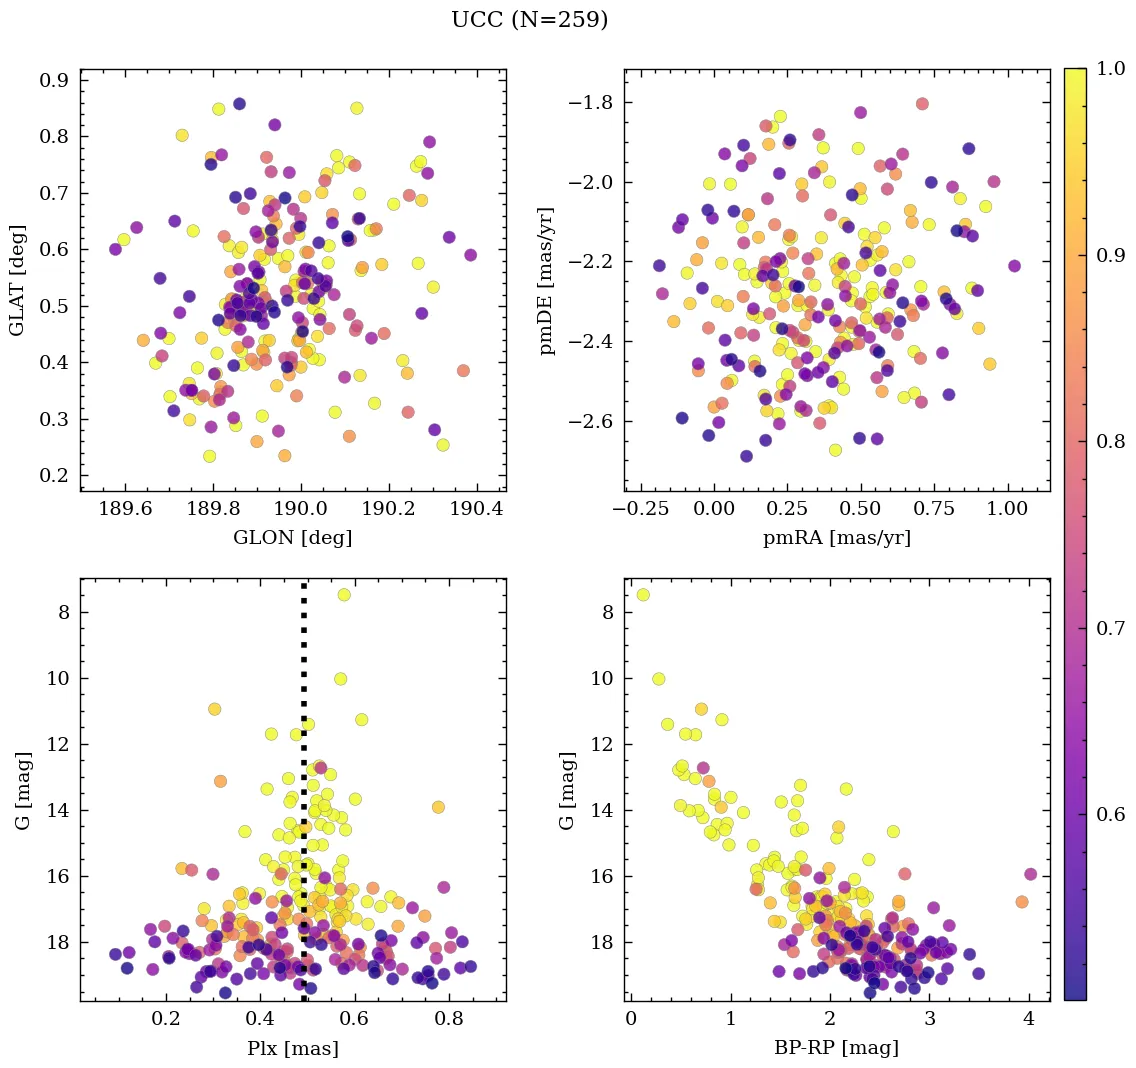 UCC (N=259)
0.9
0.8
0.7
0.6
0.5
0.4
0.3
0.2
GLAT [deg]
189.6 189.8 190.0 190.2 190.4
GLON [deg]
−1.8
−2.0
−2.2
−2.4
−2.6
pmDE [mas/yr]
−0.25 0.00 0.25 0.50 0.75 1.00
pmRA [mas/yr]
8
10
12
14
16
18
G [mag]
0.2 0.4 0.6 0.8
Plx [mas]
8
10
12
14
16
18
G [mag]
0 1 2 3 4
BP-RP [mag]
1.0
0.9
0.8
0.7
0.6